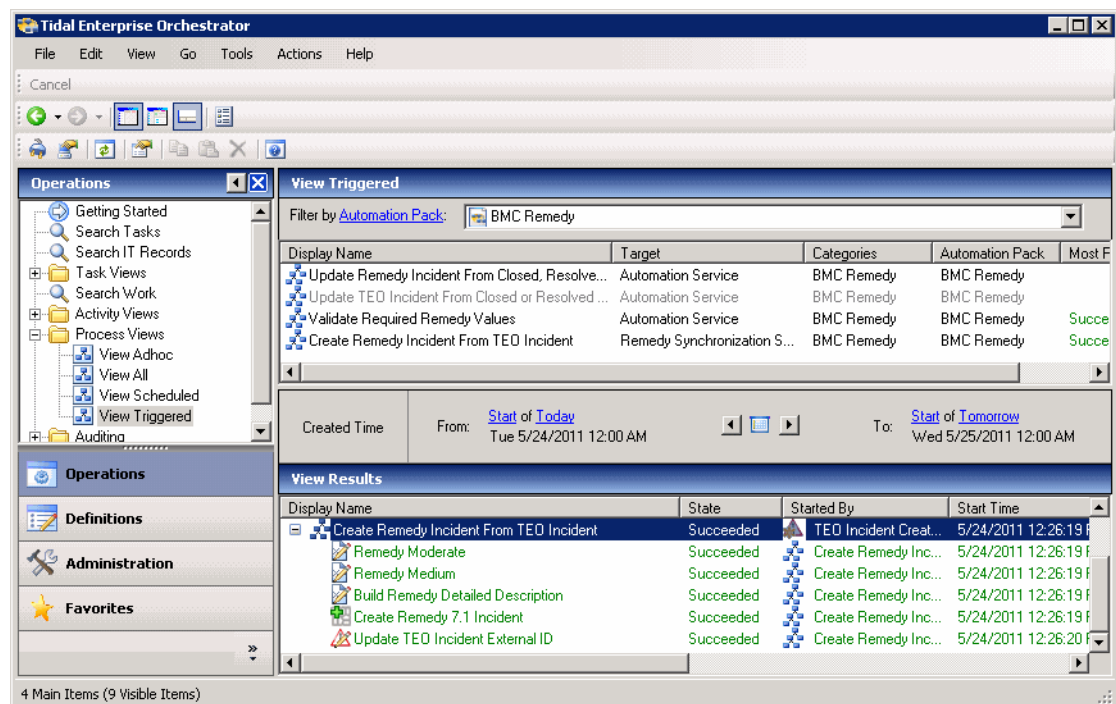 Tidal Enterprise Orchestrator
File Edit View Go Tools Actions Help
Cancel
Operations
Getting Started
Search Tasks
Search IT Records
Task Views
Search Work
Activity Views
Process Views
View Adhoc
View All
View Scheduled
View Triggered
Auditing
Operations
Definitions
Administration
Favorites
»
View Triggered
Filter by Automation Pack: BMC Remedy
Display Name Target Categories Automation Pack Most F
Update Remedy Incident From Closed, Resolve... Automation Service BMC Remedy BMC Remedy
Update TEO Incident From Closed or Resolved ... Automation Service BMC Remedy BMC Remedy
Validate Required Remedy Values Automation Service BMC Remedy BMC Remedy Succe
Create Remedy Incident From TEO Incident Remedy Synchronization S... BMC Remedy BMC Remedy Succe
Created Time From: Start of Today To: Start of Tomorrow
Tue 5/24/2011 12:00 AM Wed 5/25/2011 12:00 AM
View Results
Display Name State Started By Start Time
Create Remedy Incident From TEO Incident Succeeded TEO Incident Creat... 5/24/2011 12:26:19
Remedy Moderate Succeeded Create Remedy Inc... 5/24/2011 12:26:19
Remedy Medium Succeeded Create Remedy Inc... 5/24/2011 12:26:19
Build Remedy Detailed Description Succeeded Create Remedy Inc... 5/24/2011 12:26:19
Create Remedy 7.1 Incident Succeeded Create Remedy Inc... 5/24/2011 12:26:19
Update TEO Incident External ID Succeeded Create Remedy Inc... 5/24/2011 12:26:20
4 Main Items (9 Visible Items)